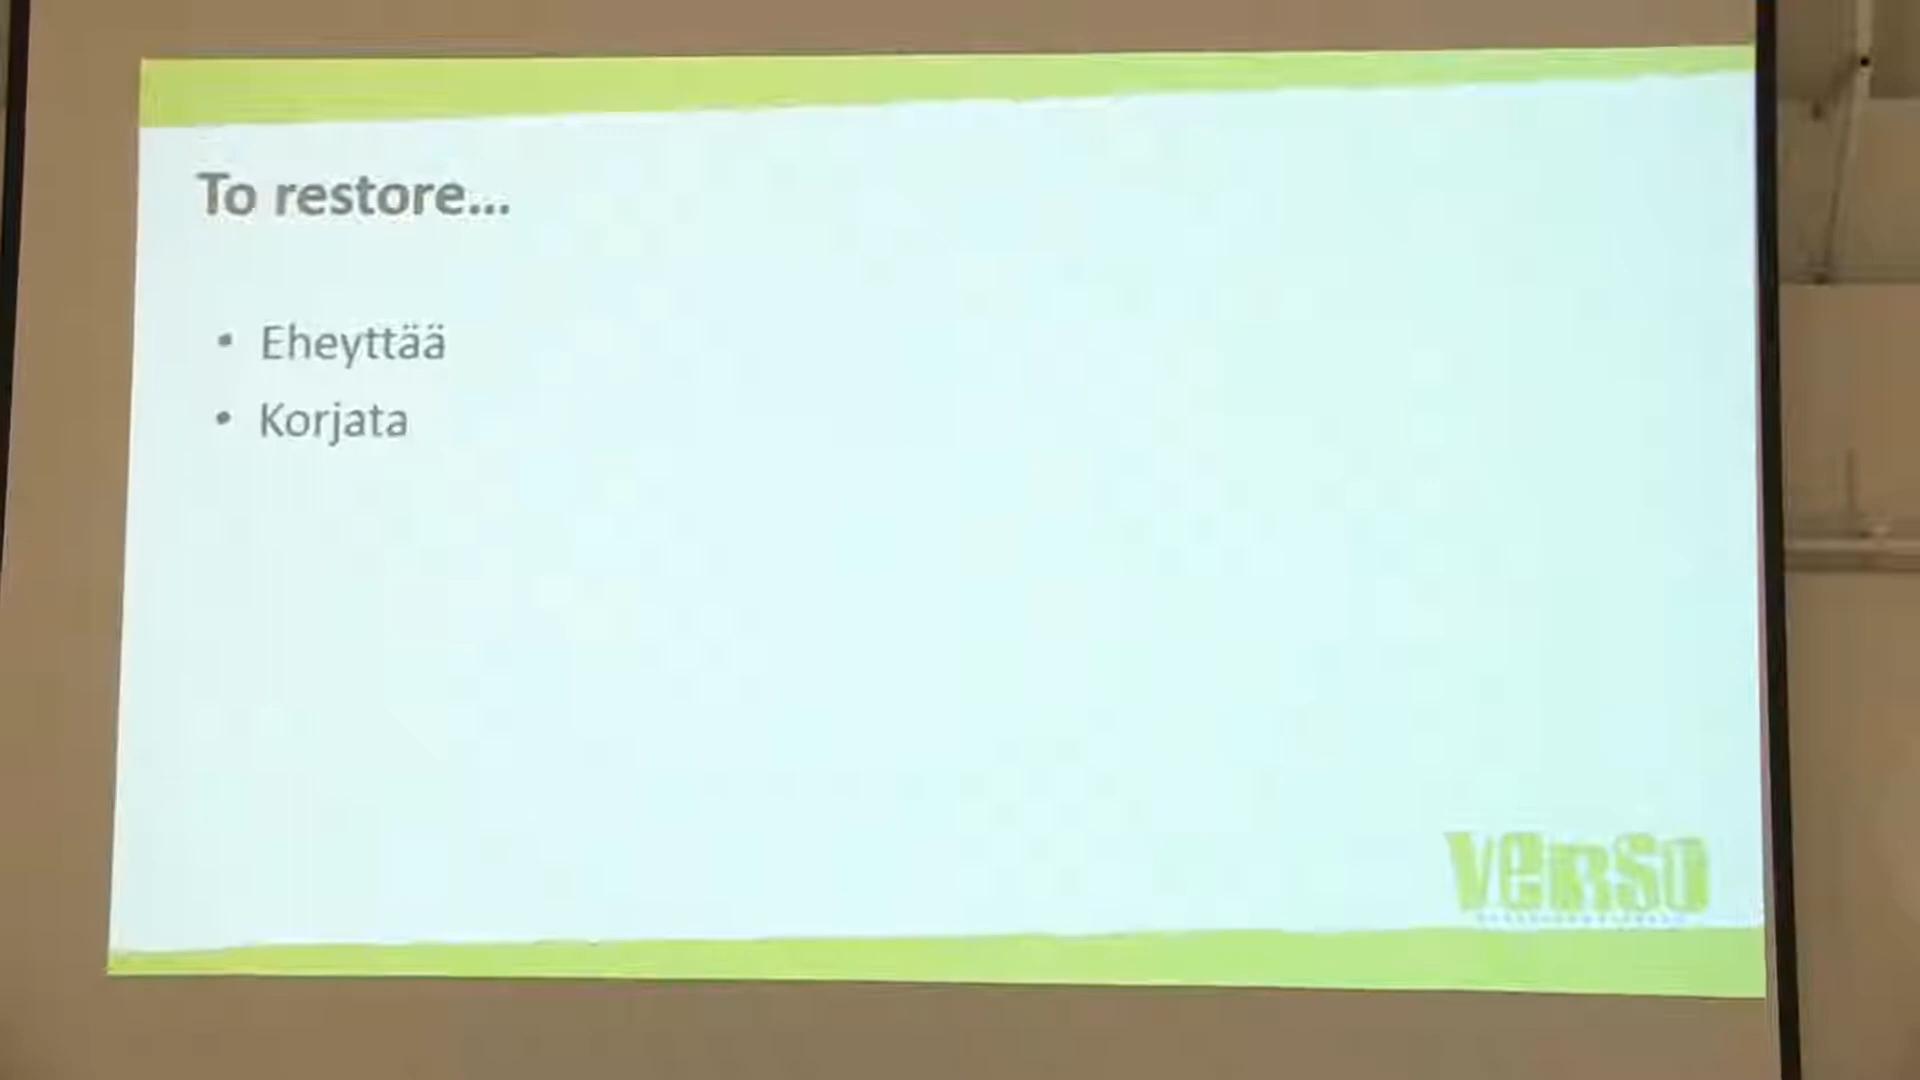 To restore...
• Eheyttää
• Korjata
VERSO